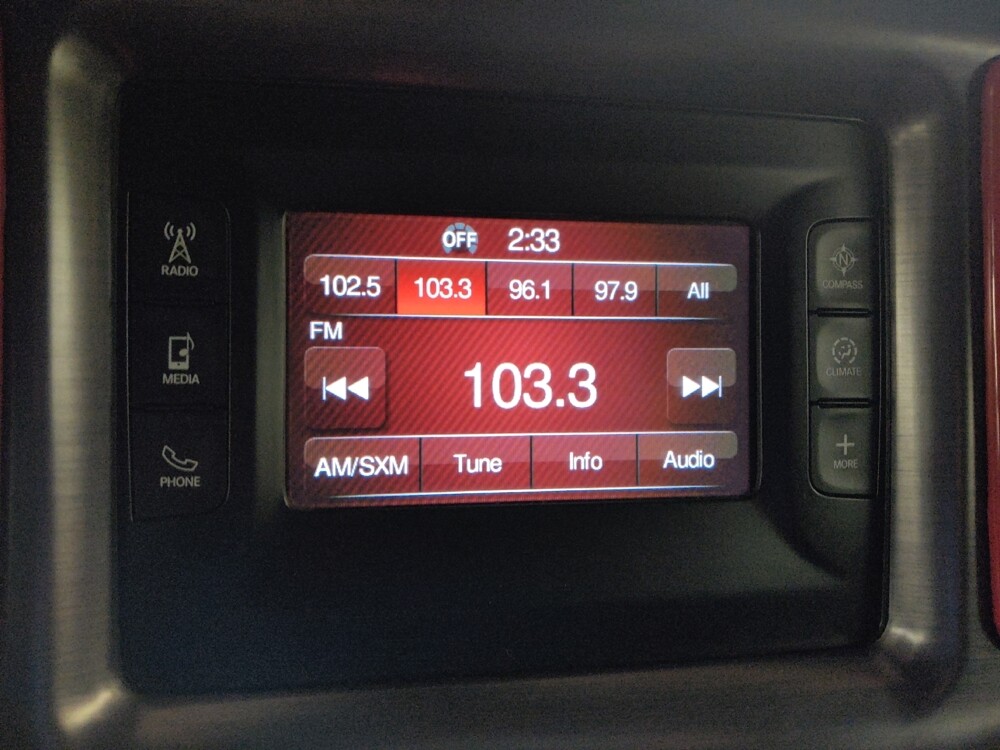 OFF 2:33
102.5 103.3 96.1 97.9 All
FM
103.3
AM/SXM Tune Info Audio
RADIO
MEDIA
PHONE
N
COMPASS
CLIMATE
MORE